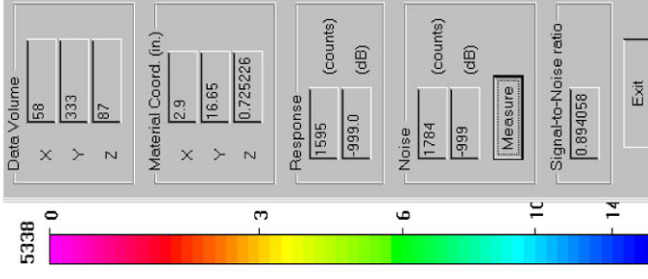 Data Volume
X 58
Y 333
Z 87
Material Coord. (in.)
X 2.9
Y 16.65
Z 0.725226
Response
1595 (counts)
-999.0 (dB)
Noise
1784 (counts)
-999 (dB)
Measure
Signal-to-Noise ratio
0.894058
Exit
5338
0
3
6
10
14